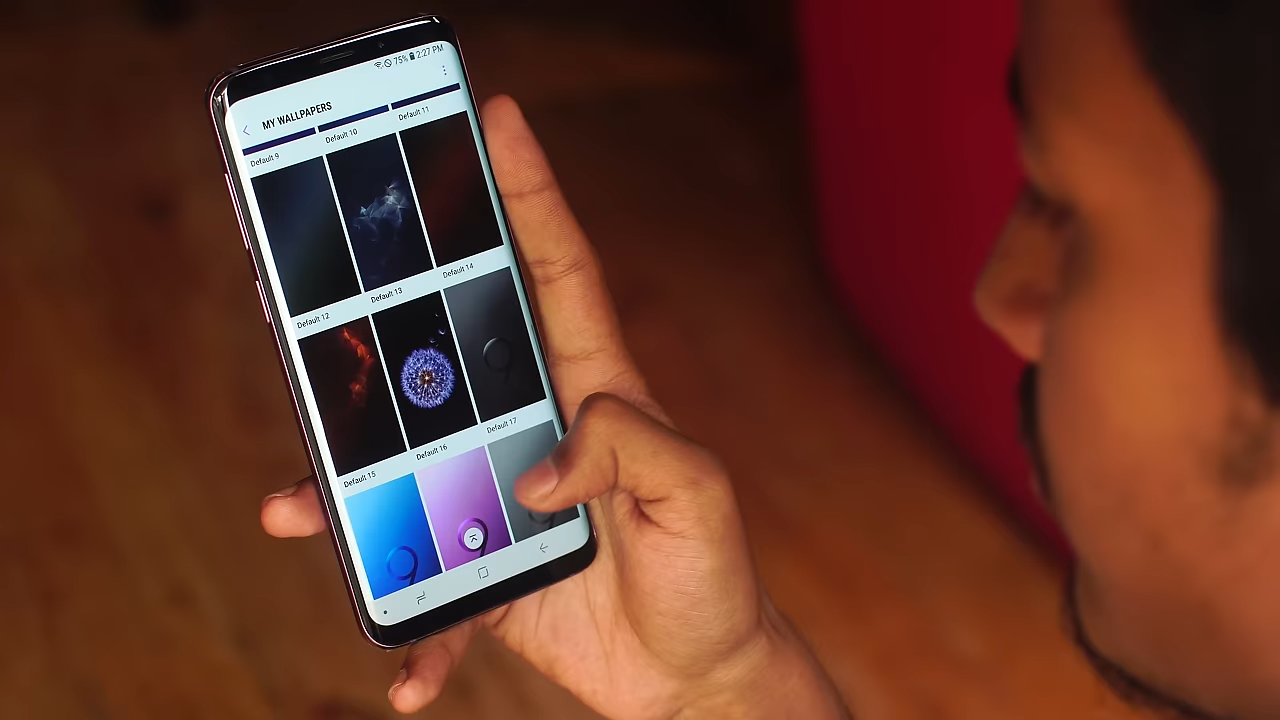 75% 2:27 PM
MY WALLPAPERS
Default 9
Default 10
Default 11
Default 12
Default 13
Default 14
Default 15
Default 16
Default 17